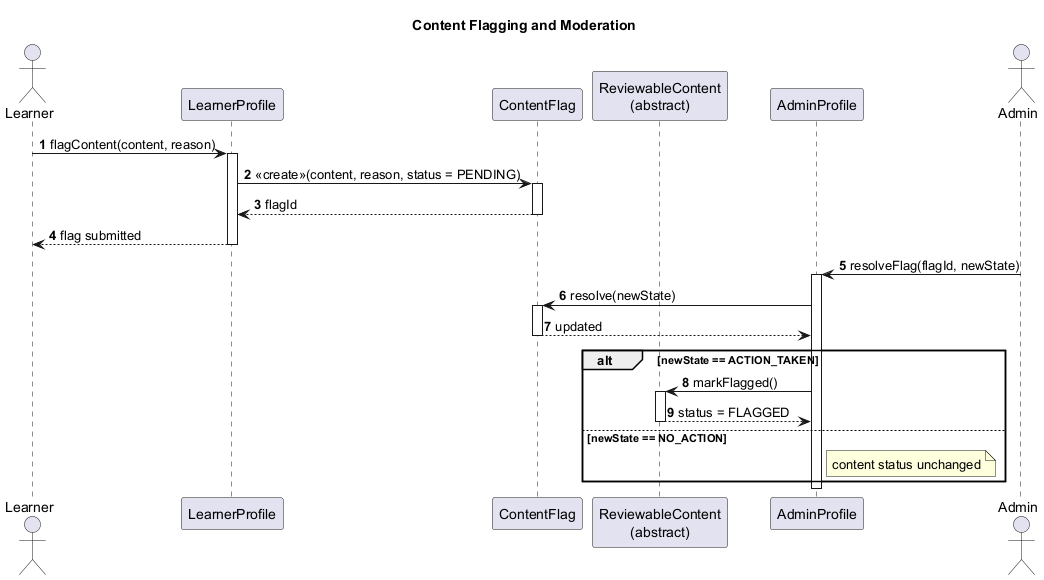 Content Flagging and Moderation
Learner
LearnerProfile
ContentFlag
ReviewableContent
(abstract)
AdminProfile
Admin
1 flagContent(content, reason)
2 «create»(content, reason, status = PENDING)
3 flagId
4 flag submitted
5 resolveFlag(flagId, newState)
6 resolve(newState)
7 updated
alt [newState == ACTION_TAKEN]
8 markFlagged()
9 status = FLAGGED
[newState == NO_ACTION]
content status unchanged
Learner
LearnerProfile
ContentFlag
ReviewableContent
(abstract)
AdminProfile
Admin